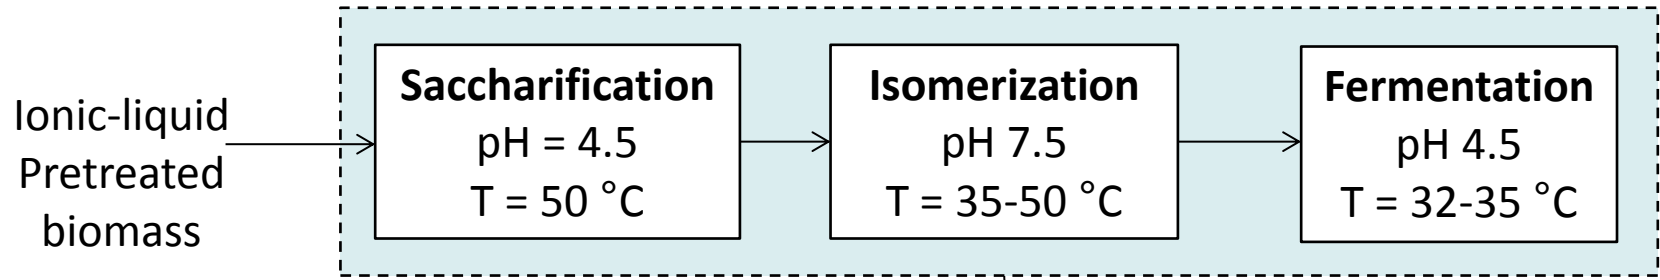 Ionic-liquid
Pretreated
biomass
Saccharification
pH = 4.5
T = 50 °C
Isomerization
pH 7.5
T = 35-50 °C
Fermentation
pH 4.5
T = 32-35 °C